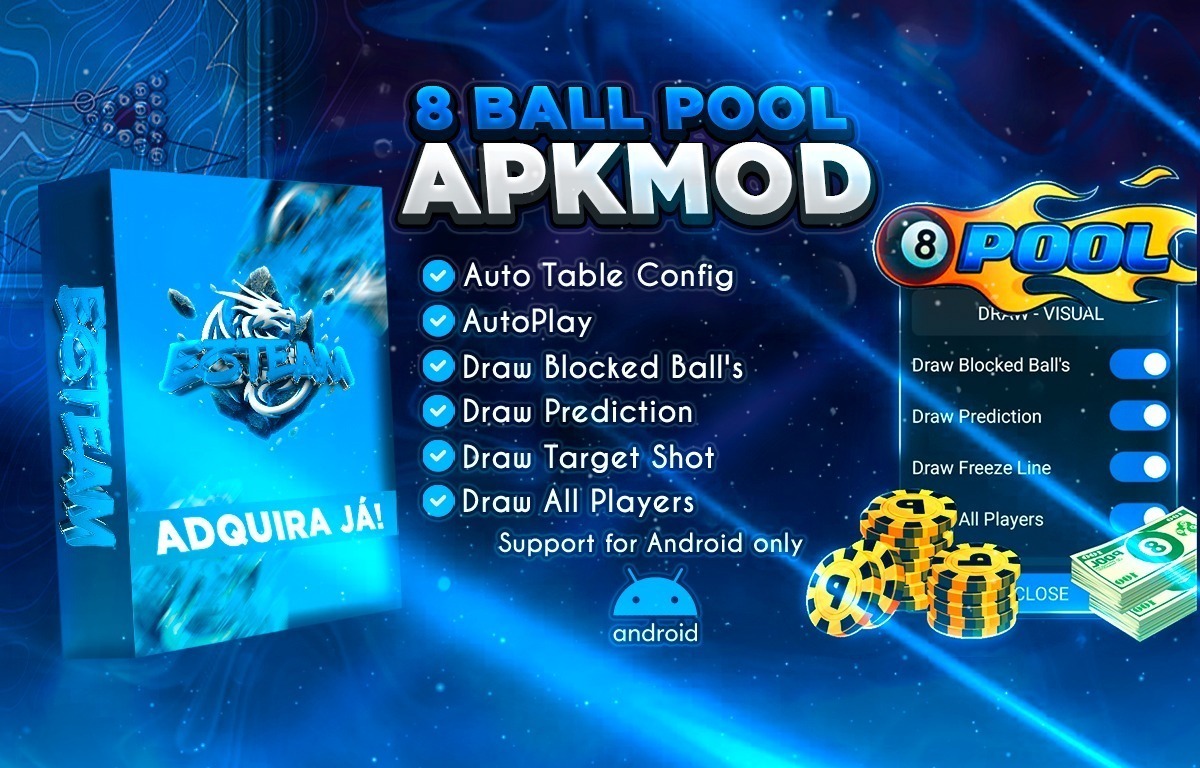 8 BALL POOL
APKMOD
Auto Table Config
AutoPlay
Draw Blocked Ball's
Draw Prediction
Draw Target Shot
Draw All Players
Support for Android only
android
EGTEAM
EGTEAM
ADQUIRA JÁ!
8 POOL
DRAW - VISUAL
Draw Blocked Ball's
Draw Prediction
Draw Freeze Line
All Players
CLOSE